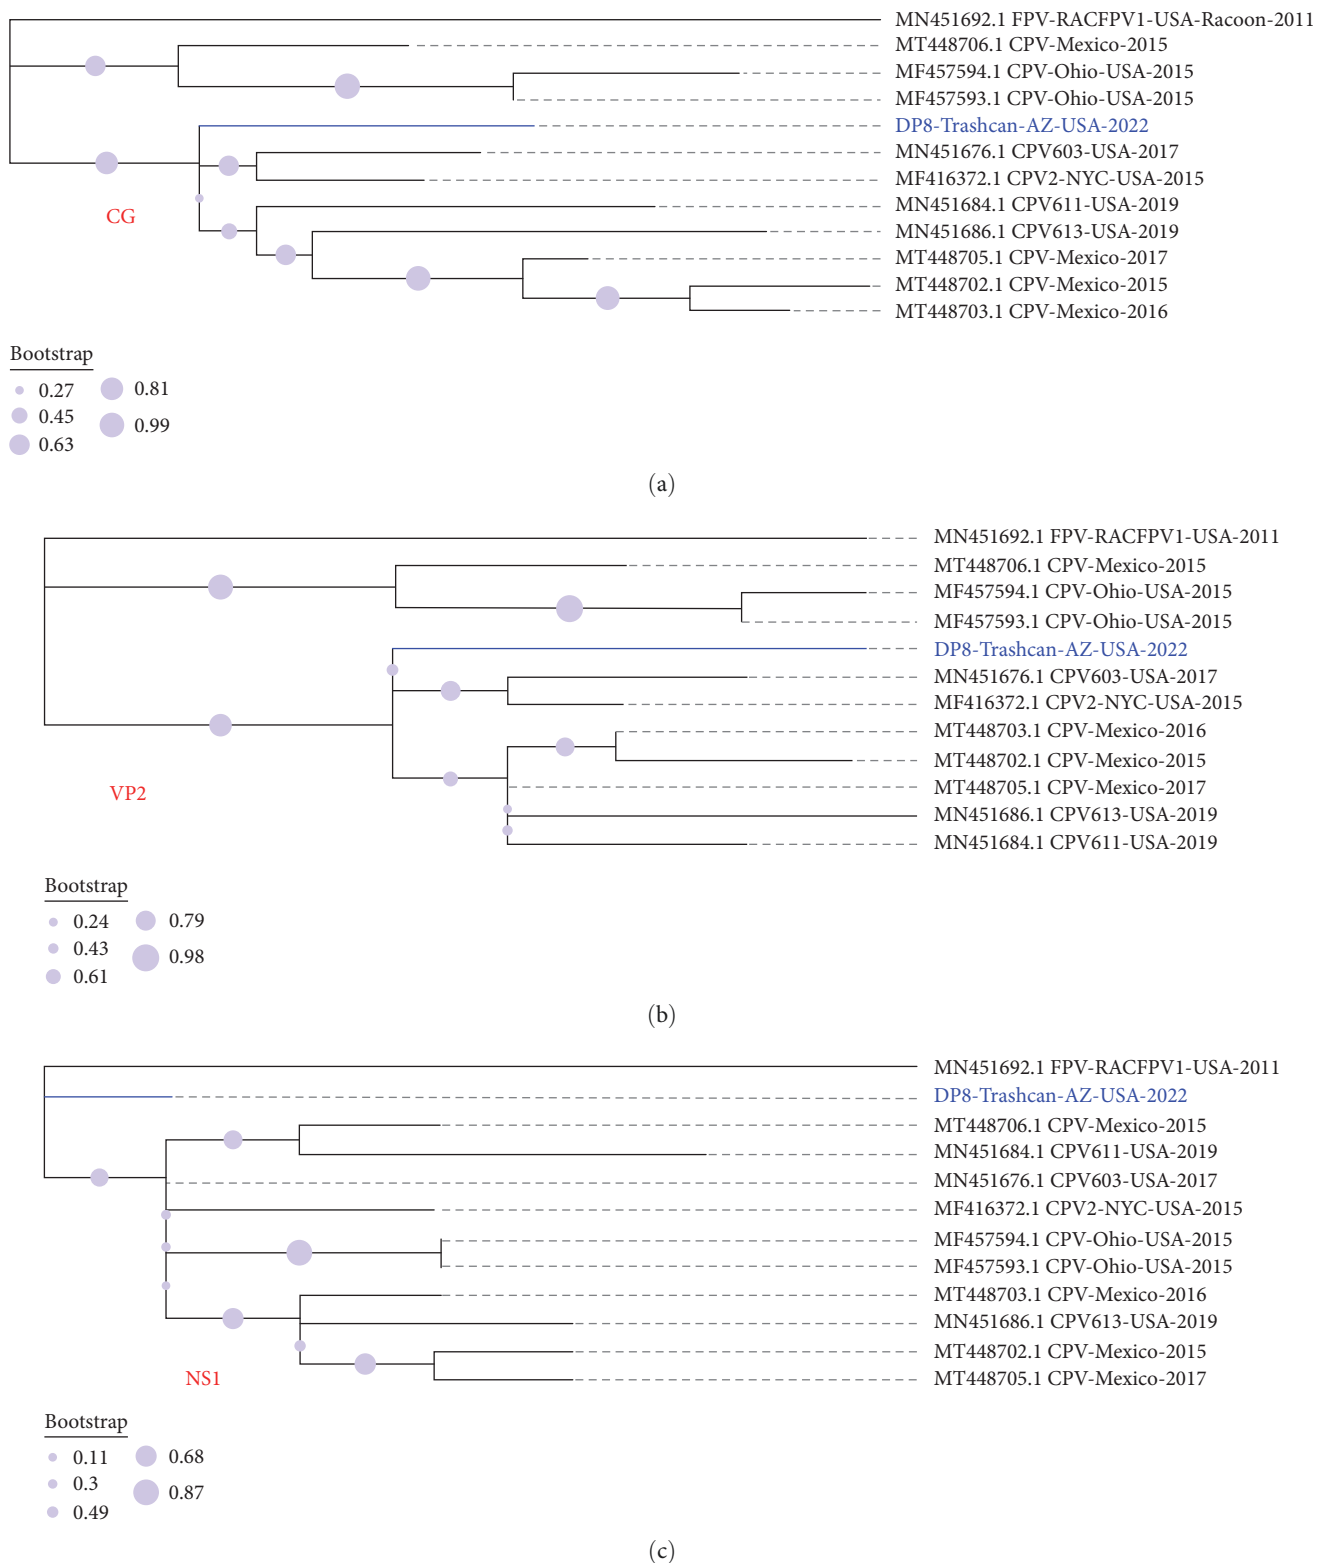 MN451692.1 FPV-RACFPV1-USA-Racoon-2011
MT448706.1 CPV-Mexico-2015
MF457594.1 CPV-Ohio-USA-2015
MF457593.1 CPV-Ohio-USA-2015
DP8-Trashcan-AZ-USA-2022
MN451676.1 CPV603-USA-2017
MF416372.1 CPV2-NYC-USA-2015
MN451684.1 CPV611-USA-2019
CG
MN451686.1 CPV613-USA-2019
MT448705.1 CPV-Mexico-2017
MT448702.1 CPV-Mexico-2015
MT448703.1 CPV-Mexico-2016
Bootstrap
0.27
0.45
0.63
0.81
0.99
(a)
MN451692.1 FPV-RACFPV1-USA-2011
MT448706.1 CPV-Mexico-2015
MF457594.1 CPV-Ohio-USA-2015
MF457593.1 CPV-Ohio-USA-2015
DP8-Trashcan-AZ-USA-2022
MN451676.1 CPV603-USA-2017
MF416372.1 CPV2-NYC-USA-2015
MT448703.1 CPV-Mexico-2016
MT448702.1 CPV-Mexico-2015
MT448705.1 CPV-Mexico-2017
VP2
MN451686.1 CPV613-USA-2019
MN451684.1 CPV611-USA-2019
Bootstrap
0.24
0.43
0.61
0.79
0.98
(b)
MN451692.1 FPV-RACFPV1-USA-2011
DP8-Trashcan-AZ-USA-2022
MT448706.1 CPV-Mexico-2015
MN451684.1 CPV611-USA-2019
MN451676.1 CPV603-USA-2017
MF416372.1 CPV2-NYC-USA-2015
MF457594.1 CPV-Ohio-USA-2015
MF457593.1 CPV-Ohio-USA-2015
MT448703.1 CPV-Mexico-2016
MN451686.1 CPV613-USA-2019
MT448702.1 CPV-Mexico-2015
MT448705.1 CPV-Mexico-2017
NS1
Bootstrap
0.11
0.3
0.49
0.68
0.87
(c)